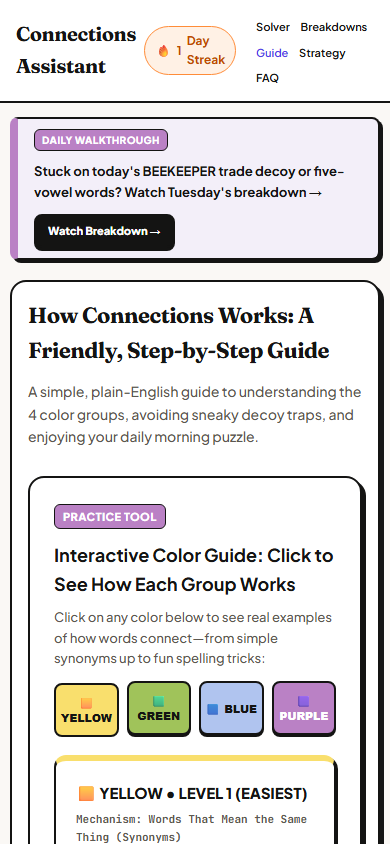 Connections
Assistant
1 Day
Streak
Solver Breakdowns
Guide Strategy
FAQ
DAILY WALKTHROUGH
Stuck on today's BEEKEEPER trade decoy or five-
vowel words? Watch Tuesday's breakdown →
Watch Breakdown →
How Connections Works: A
Friendly, Step-by-Step Guide
A simple, plain-English guide to understanding the
4 color groups, avoiding sneaky decoy traps, and
enjoying your daily morning puzzle.
PRACTICE TOOL
Interactive Color Guide: Click to
See How Each Group Works
Click on any color below to see real examples
of how words connect—from simple
synonyms up to fun spelling tricks:
YELLOW
GREEN
BLUE
PURPLE
YELLOW • LEVEL 1 (EASIEST)
Mechanism: Words That Mean the Same
Thing (Synonyms)